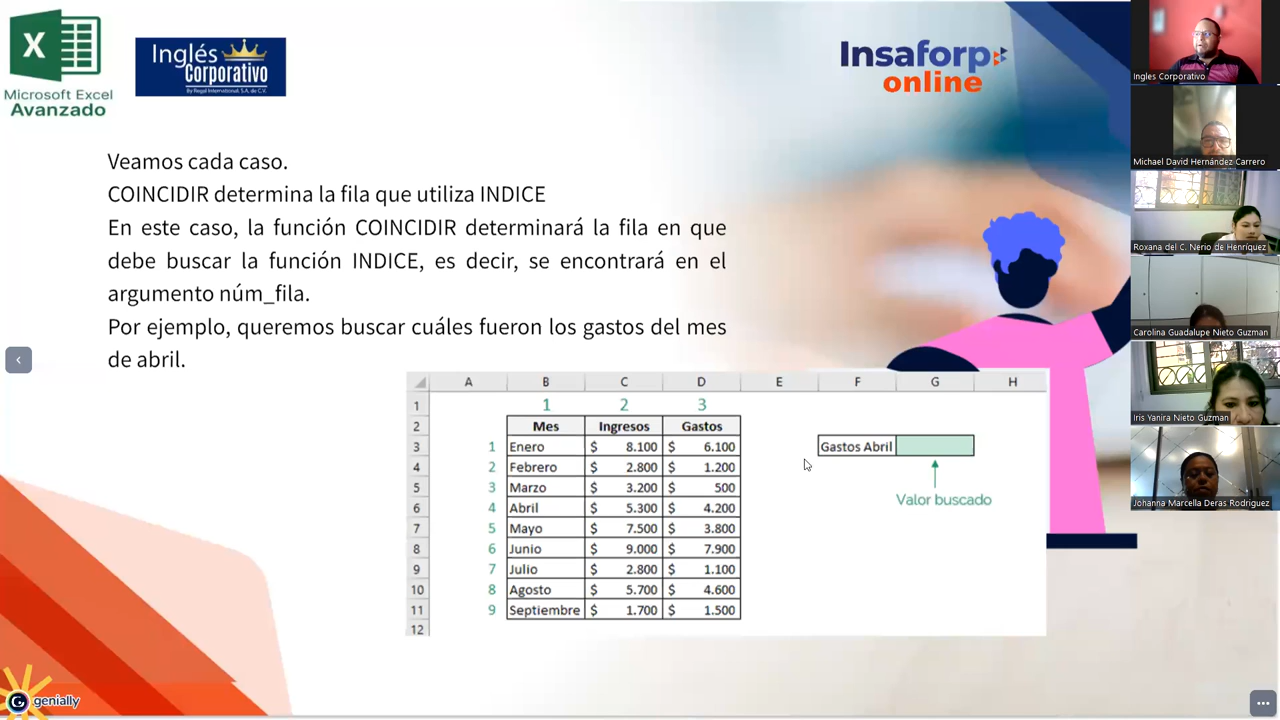 Microsoft Excel
Avanzado
Inglés
Corporativo
By Regal International, S.A. de C.V.
Insaforp
online
Veamos cada caso.
COINCIDIR determina la fila que utiliza INDICE
En este caso, la función COINCIDIR determinará la fila en que
debe buscar la función INDICE, es decir, se encontrará en el
argumento núm_fila.
Por ejemplo, queremos buscar cuáles fueron los gastos del mes
de abril.
A B C D E F G H
1 1 2 3
2 Mes Ingresos Gastos
3 1 Enero $ 8.100 $ 6.100 Gastos Abril
4 2 Febrero $ 2.800 $ 1.200
5 3 Marzo $ 3.200 $ 500 Valor buscado
6 4 Abril $ 5.300 $ 4.200
7 5 Mayo $ 7.500 $ 3.800
8 6 Junio $ 9.000 $ 7.900
9 7 Julio $ 2.800 $ 1.100
10 8 Agosto $ 5.700 $ 4.600
11 9 Septiembre $ 1.700 $ 1.500
12
genially
Ingles Corporativo
Michael David Hernández Carrero
Roxana del C. Nerio de Henríquez
Carolina Guadalupe Nieto Guzman
Iris Yanira Nieto Guzman
Johanna Marcella Deras Rodriguez